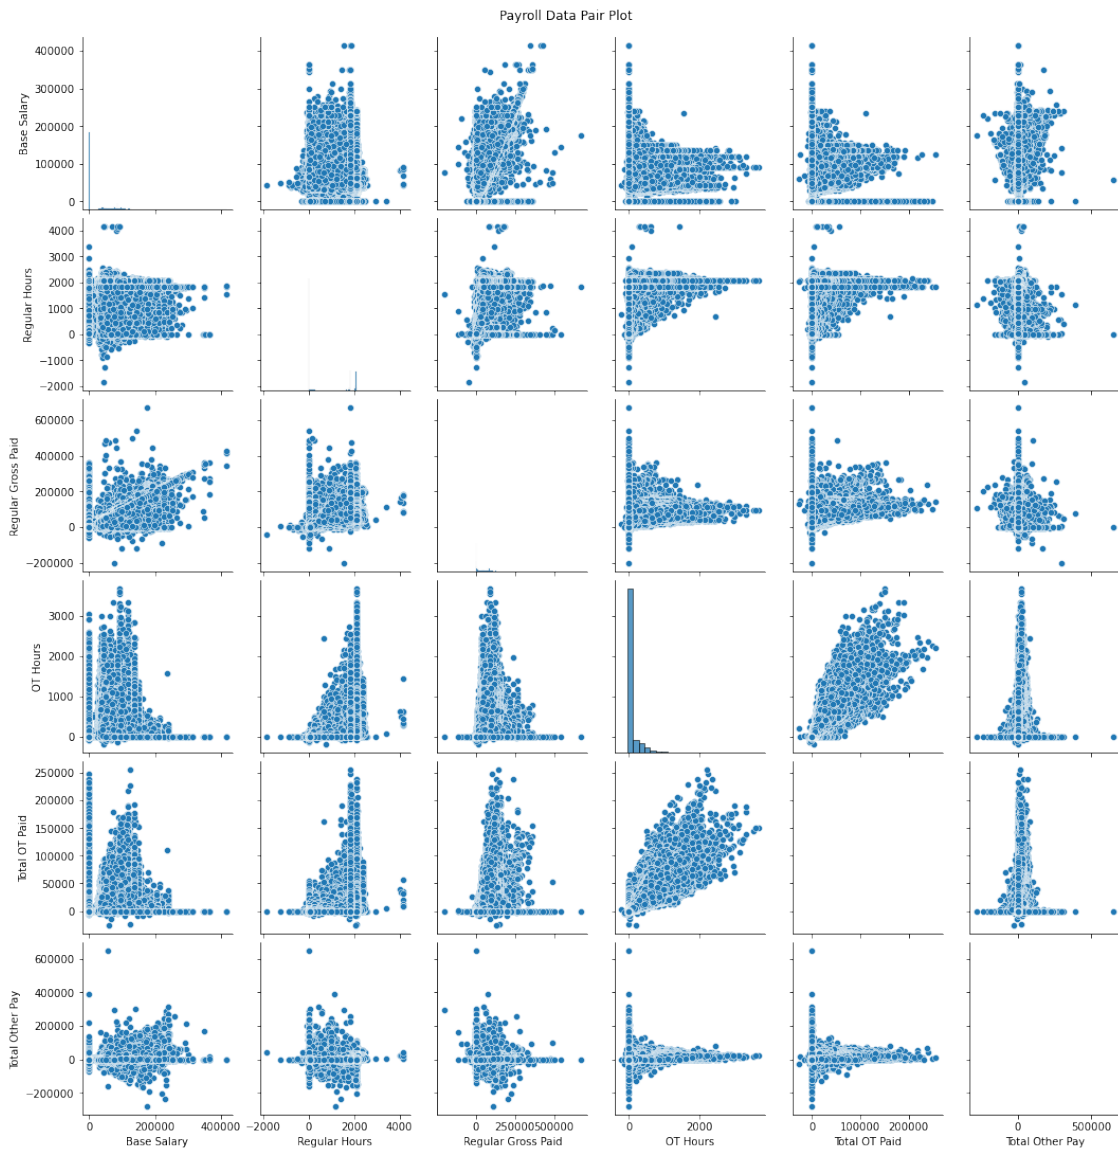 Payroll Data Pair Plot
400000
300000
200000
100000
0
Base Salary
4000
3000
2000
1000
0
−1000
−2000
Regular Hours
600000
400000
200000
0
−200000
Regular Gross Paid
3000
2000
1000
0
OT Hours
250000
200000
150000
100000
50000
0
Total OT Paid
600000
400000
200000
0
−200000
Total Other Pay
0 200000 400000
−2000 0 2000 4000
0 250000 500000
0 2000
0 100000 200000
0 500000
Base Salary Regular Hours Regular Gross Paid OT Hours Total OT Paid Total Other Pay